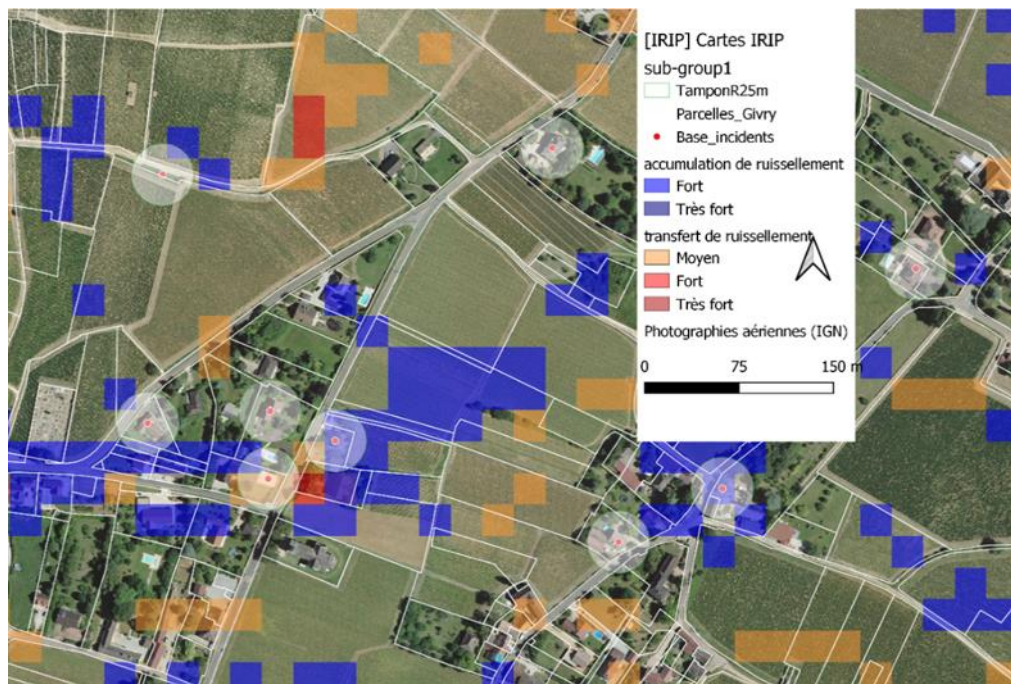 [IRIP] Cartes IRIP
sub-group1
TamponR25m
Parcelles_Givry
Base_incidents
accumulation de ruissellement
Fort
Très fort
transfert de ruissellement
Moyen
Fort
Très fort
Photographies aériennes (IGN)
0 75 150 m